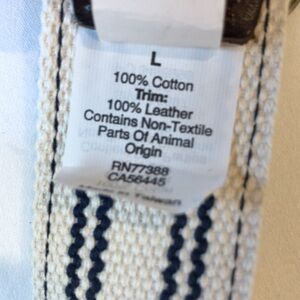 L
100% Cotton
Trim:
100% Leather
Contains Non-Textile
Parts Of Animal
Origin
RN77388
CA56445